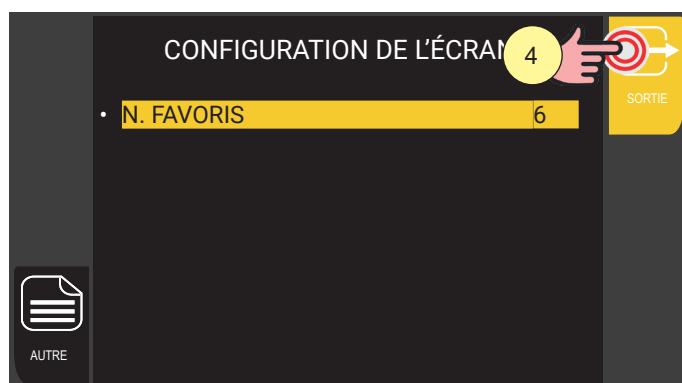 CONFIGURATION DE L'ÉCRAN
4
SORTIE
• N. FAVORIS 6
AUTRE